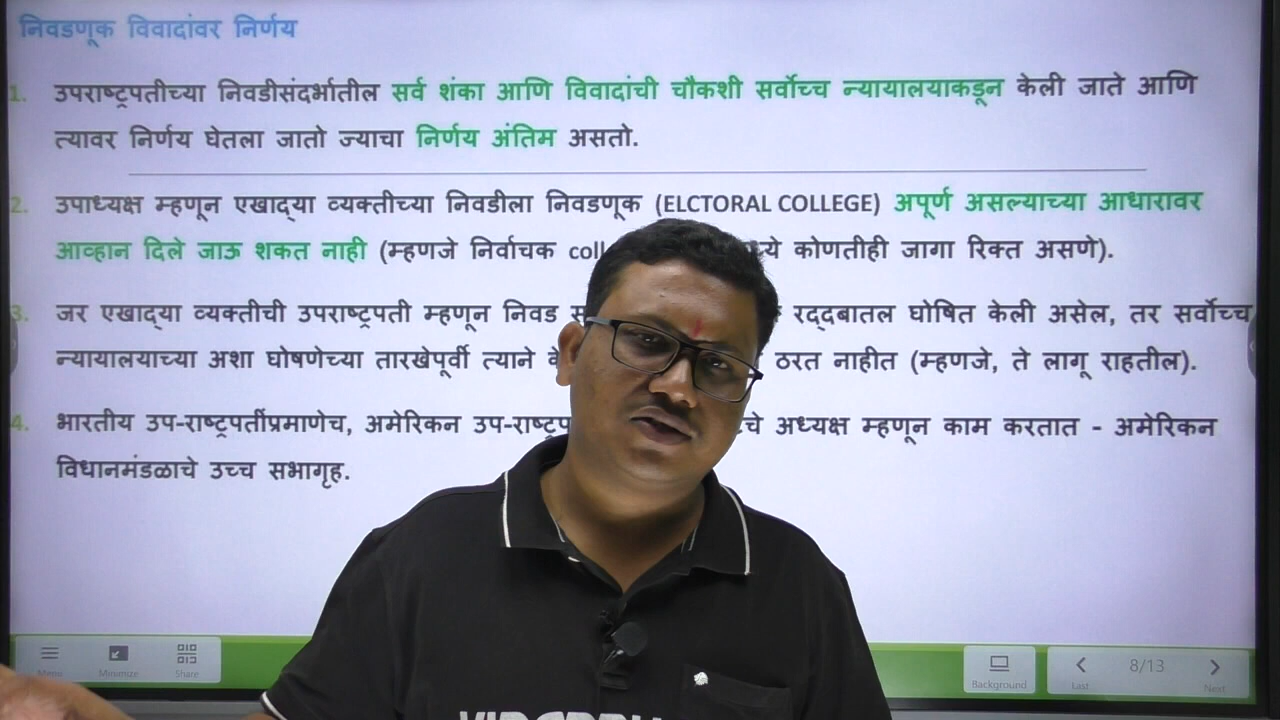 निवडणूक विवादांवर निर्णय
1. उपराष्ट्रपतीच्या निवडीसंदर्भातील सर्व शंका आणि विवादांची चौकशी सर्वोच्च न्यायालयाकडून केली जाते आणि
त्यावर निर्णय घेतला जातो ज्याचा निर्णय अंतिम असतो.
2. उपाध्यक्ष म्हणून एखाद्या व्यक्तीच्या निवडीला निवडणूक (ELCTORAL COLLEGE) अपूर्ण असल्याच्या आधारावर
आव्हान दिले जाऊ शकत नाही (म्हणजे निर्वाचक कोणतीही जागा रिक्त असणे).
3. जर एखाद्या व्यक्तीची उपराष्ट्रपती म्हणून निवड रद्दबातल घोषित केली असेल, तर सर्वोच्च
न्यायालयाच्या अशा घोषणेच्या तारखेपूर्वी त्याने ठरत नाहीत (म्हणजे, ते लागू राहतील).
4. भारतीय उप-राष्ट्रपतींप्रमाणेच, अमेरिकन अध्यक्ष म्हणून काम करतात - अमेरिकन
विधानमंडळाचे उच्च सभागृह.
Menu Minimize Share Background Last 8/13 Next